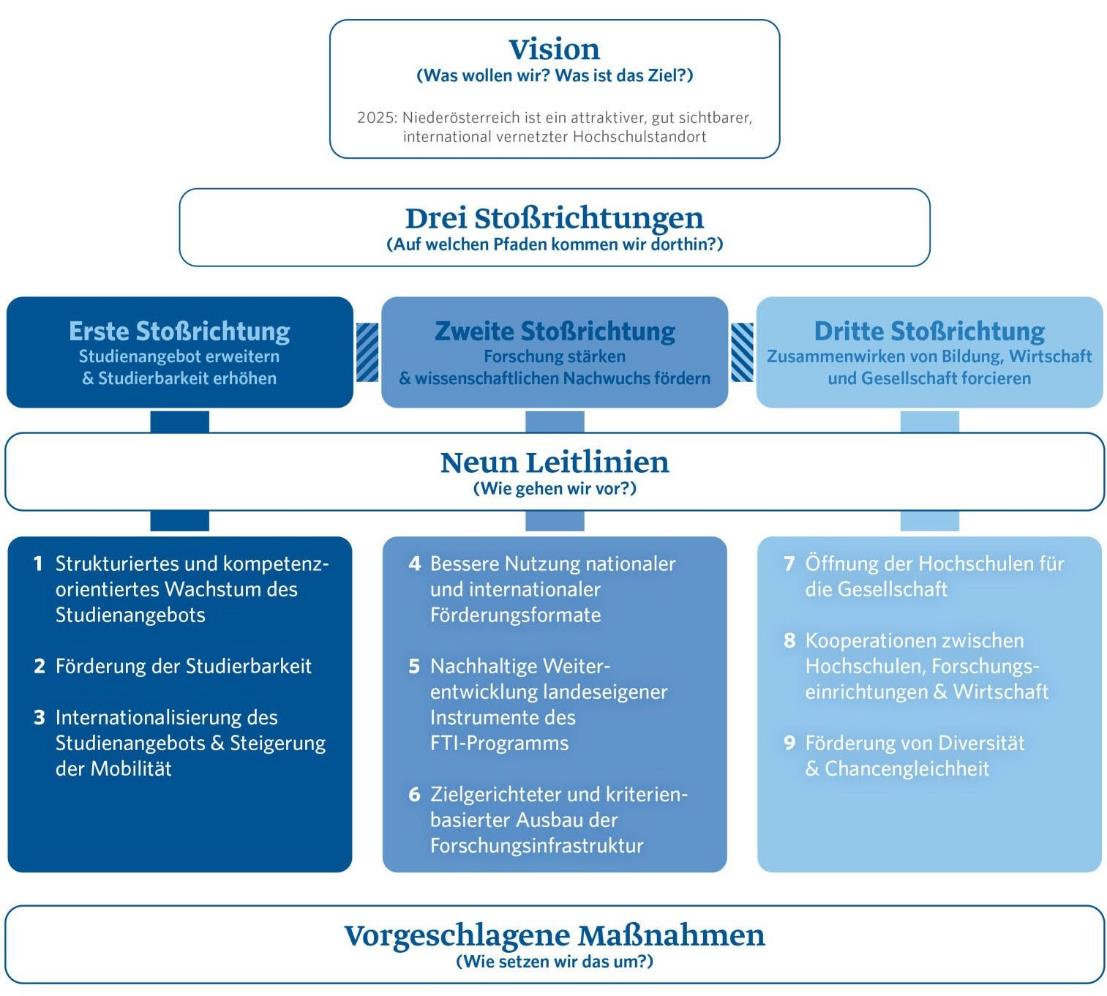 Vision
(Was wollen wir? Was ist das Ziel?)
2025: Niederösterreich ist ein attraktiver, gut sichtbarer,
international vernetzter Hochschulstandort
Drei Stoßrichtungen
(Auf welchen Pfaden kommen wir dorthin?)
Erste Stoßrichtung
Studienangebot erweitern
& Studierbarkeit erhöhen
Zweite Stoßrichtung
Forschung stärken
& wissenschaftlichen Nachwuchs fördern
Dritte Stoßrichtung
Zusammenwirken von Bildung, Wirtschaft
und Gesellschaft forcieren
Neun Leitlinien
(Wie gehen wir vor?)
1 Strukturiertes und kompetenz-
orientiertes Wachstum des
Studienangebots
2 Förderung der Studierbarkeit
3 Internationalisierung des
Studienangebots & Steigerung
der Mobilität
4 Bessere Nutzung nationaler
und internationaler
Förderungsformate
5 Nachhaltige Weiter-
entwicklung landeseigener
Instrumente des
FTI-Programms
6 Zielgerichteter und kriterien-
basierter Ausbau der
Forschungsinfrastruktur
7 Öffnung der Hochschulen für
die Gesellschaft
8 Kooperationen zwischen
Hochschulen, Forschungs-
einrichtungen & Wirtschaft
9 Förderung von Diversität
& Chancengleichheit
Vorgeschlagene Maßnahmen
(Wie setzen wir das um?)